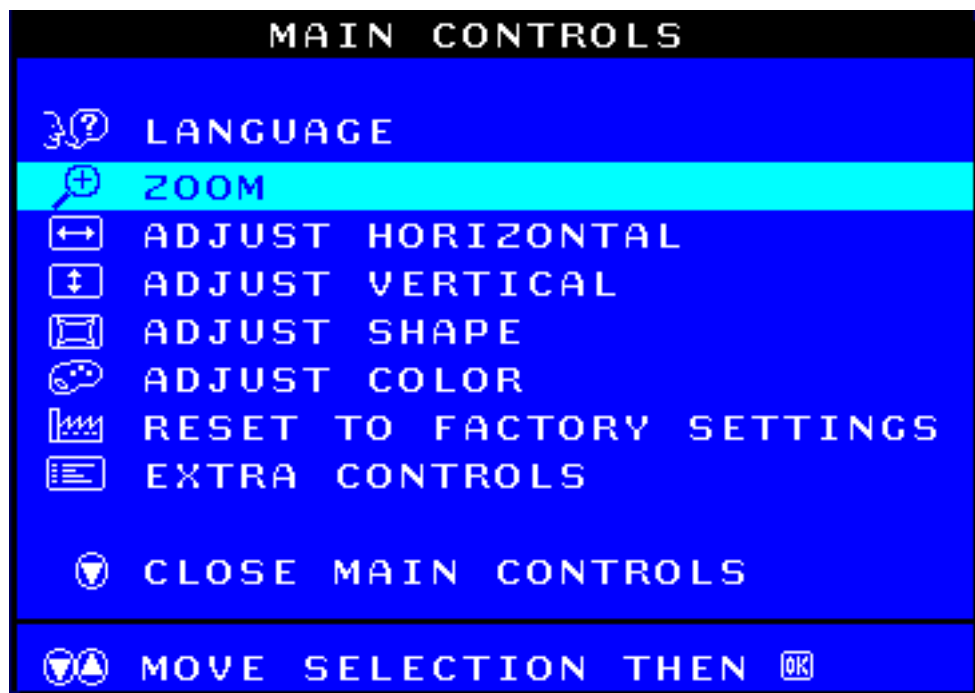 MAIN CONTROLS
LANGUAGE
ZOOM
ADJUST HORIZONTAL
ADJUST VERTICAL
ADJUST SHAPE
ADJUST COLOR
RESET TO FACTORY SETTINGS
EXTRA CONTROLS
CLOSE MAIN CONTROLS
MOVE SELECTION THEN OK